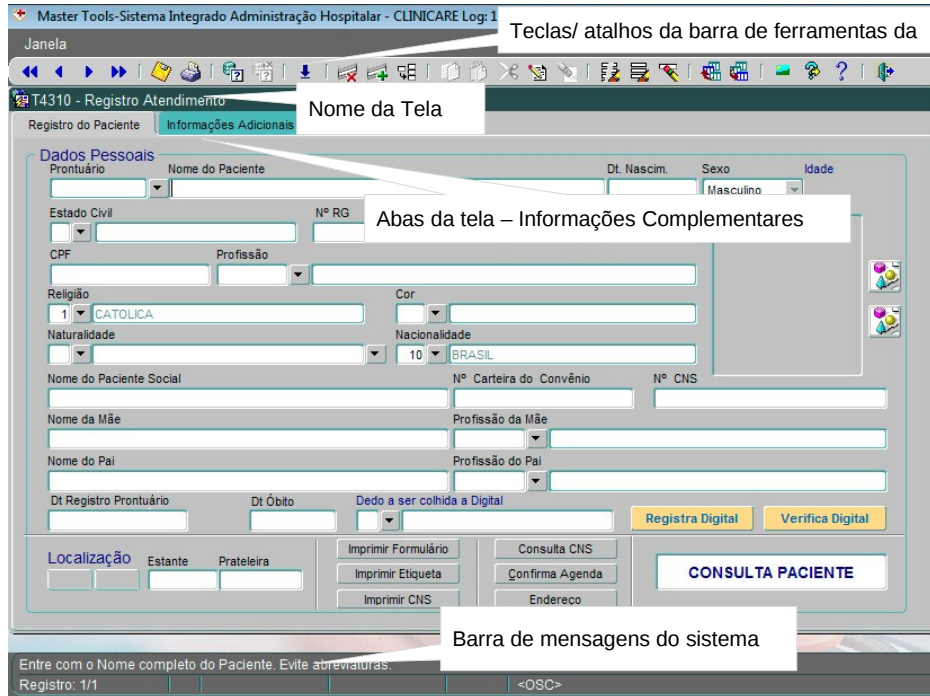 Master Tools-Sistema Integrado Administração Hospitalar - CLINICARE Log: 1
Teclas/ atalhos da barra de ferramentas da
Janela
T4310 - Registro Atendimento
Nome da Tela
Registro do Paciente Informações Adicionais
Dados Pessoais
Prontuário Nome do Paciente Dt. Nascim. Sexo Idade
Masculino
Estado Civil Nº RG
Abas da tela – Informações Complementares
CPF Profissão
Religião Cor
1 CATOLICA
Naturalidade Nacionalidade
10 BRASIL
Nome do Paciente Social Nº Carteira do Convênio Nº CNS
Nome da Mãe Profissão da Mãe
Nome do Pai Profissão do Pai
Dt Registro Prontuário Dt Óbito Dedo a ser colhida a Digital
Registra Digital Verifica Digital
Localização Estante Prateleira
Imprimir Formulário Consulta CNS
Imprimir Etiqueta Confirma Agenda CONSULTA PACIENTE
Imprimir CNS Endereço
Barra de mensagens do sistema
Entre com o Nome completo do Paciente. Evite abreviaturas.
Registro: 1/1 <OSC>